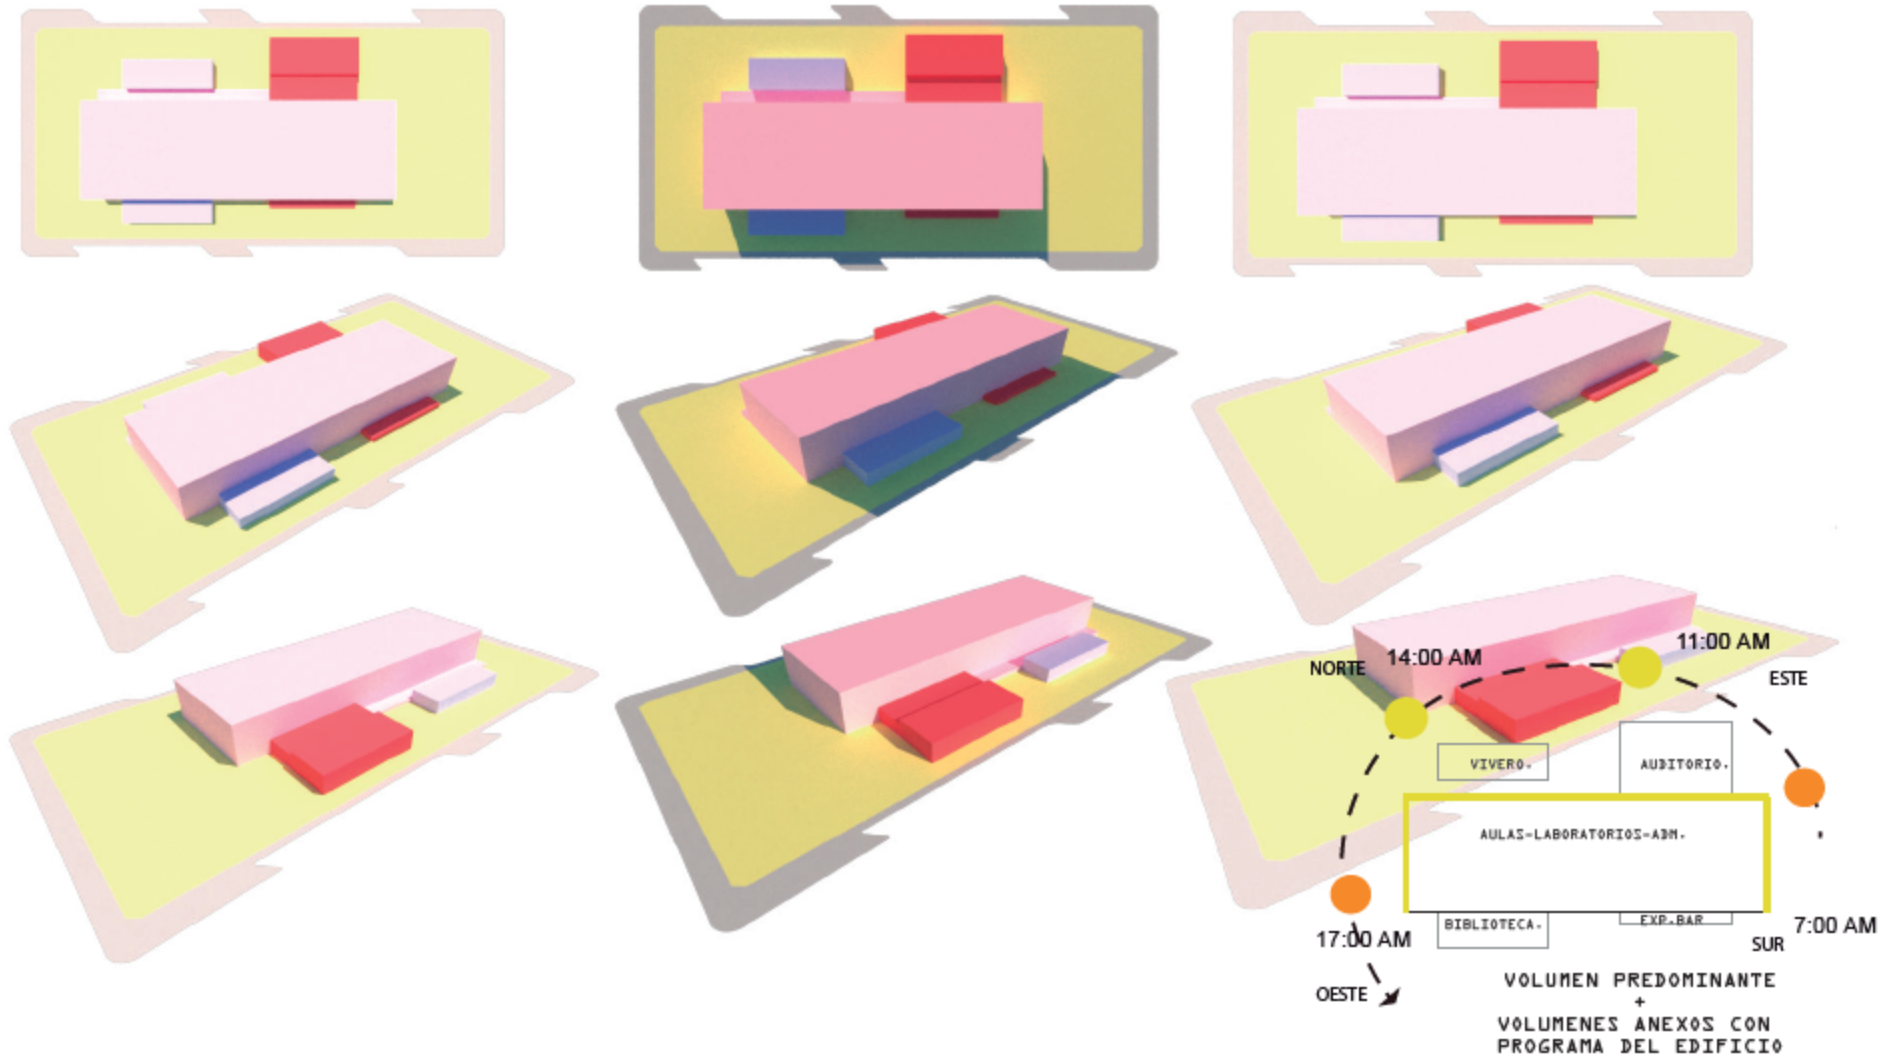 11:00 AM
NORTE
14:00 AM
ESTE
VIVERO.
AUDITORIO.
AULAS-LABORATORIOS-ADM.
BIBLIOTECA.
EXP.BAR
7:00 AM
17:00 AM
SUR
OESTE
VOLUMEN PREDOMINANTE
+
VOLUMENES ANEXOS CON
PROGRAMA DEL EDIFICIO